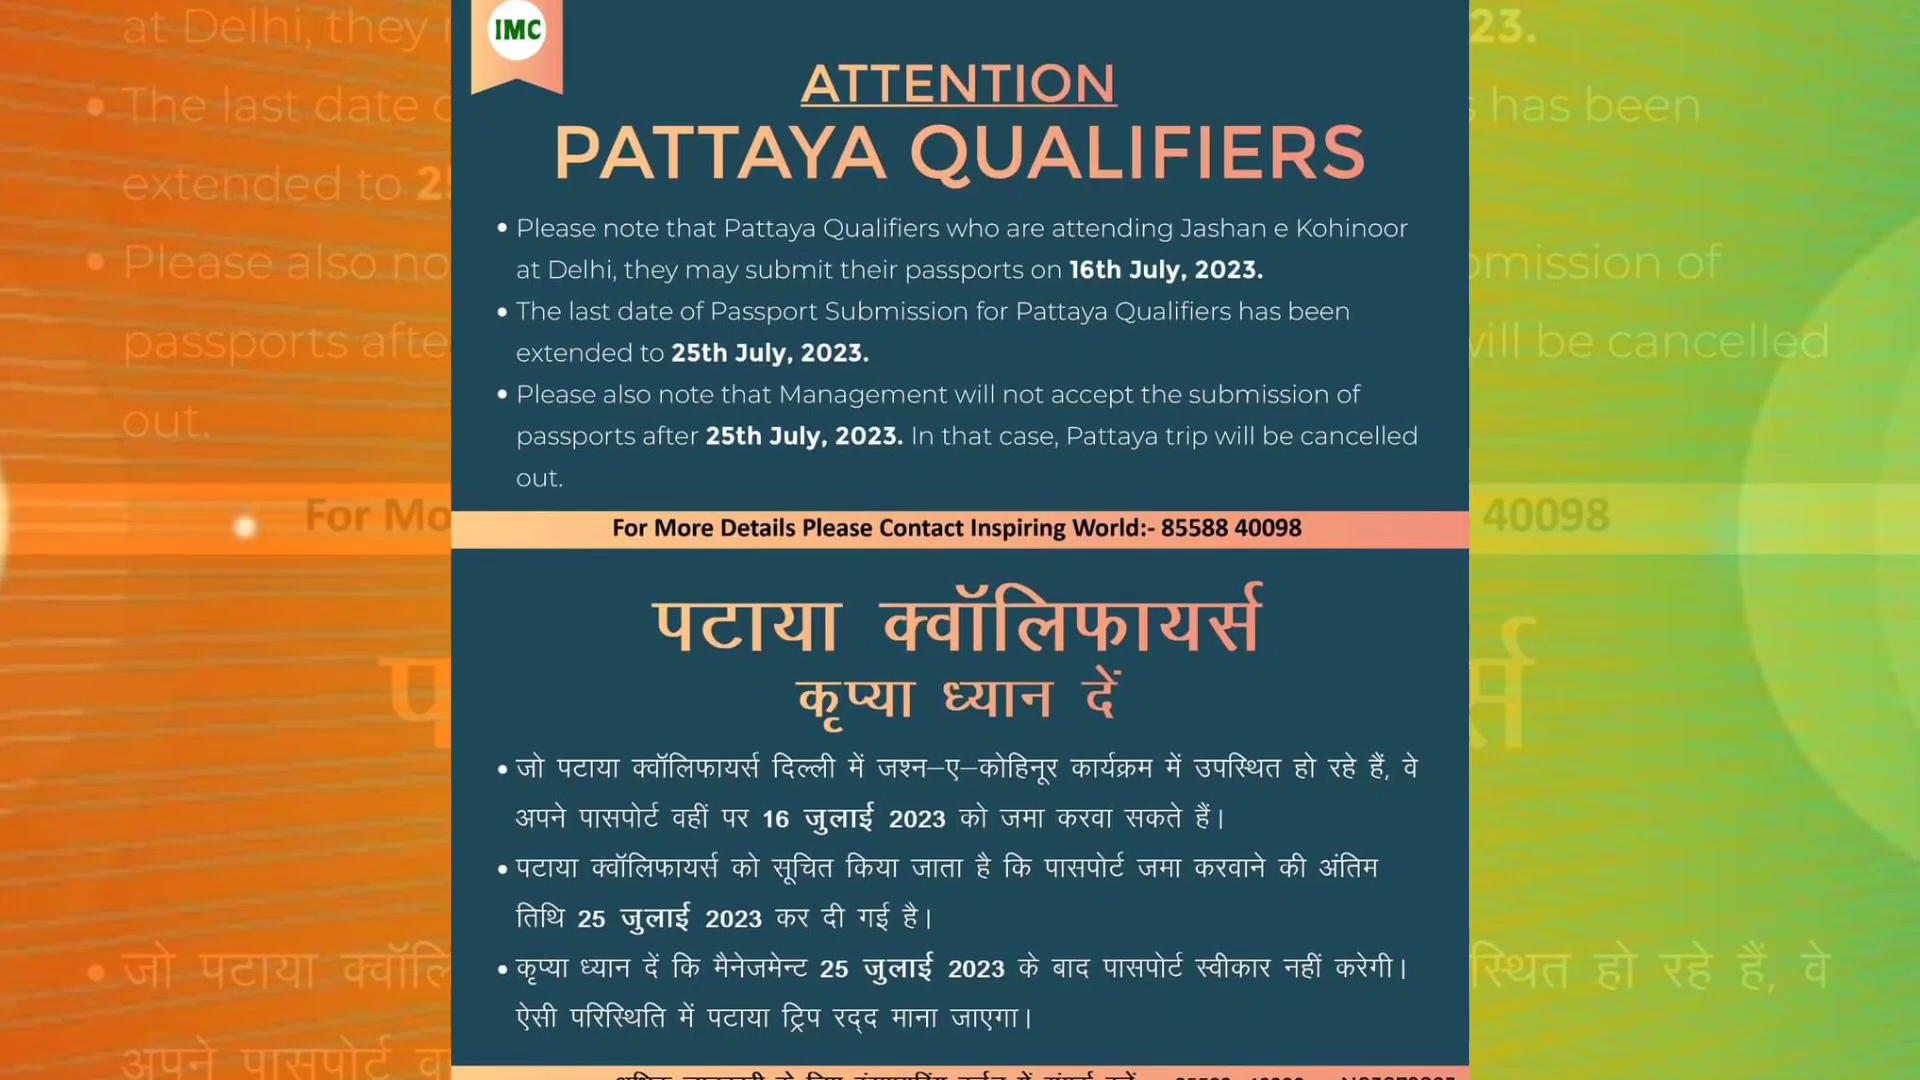 IMC
ATTENTION
PATTAYA QUALIFIERS
• Please note that Pattaya Qualifiers who are attending Jashan e Kohinoor
at Delhi, they may submit their passports on 16th July, 2023.
• The last date of Passport Submission for Pattaya Qualifiers has been
extended to 25th July, 2023.
• Please also note that Management will not accept the submission of
passports after 25th July, 2023. In that case, Pattaya trip will be cancelled
out.
For More Details Please Contact Inspiring World:- 85588 40098
पटाया क्वॉलिफायर्स
कृप्या ध्यान दें
• जो पटाया क्वॉलिफायर्स दिल्ली में जश्न–ए–कोहिनूर कार्यक्रम में उपस्थित हो रहे हैं, वे
अपने पासपोर्ट वहीं पर 16 जुलाई 2023 को जमा करवा सकते हैं।
• पटाया क्वॉलिफायर्स को सूचित किया जाता है कि पासपोर्ट जमा करवाने की अंतिम
तिथि 25 जुलाई 2023 कर दी गई है।
• कृप्या ध्यान दें कि मैनेजमेन्ट 25 जुलाई 2023 के बाद पासपोर्ट स्वीकार नहीं करेगी।
ऐसी परिस्थिति में पटाया ट्रिप रद्द माना जाएगा।